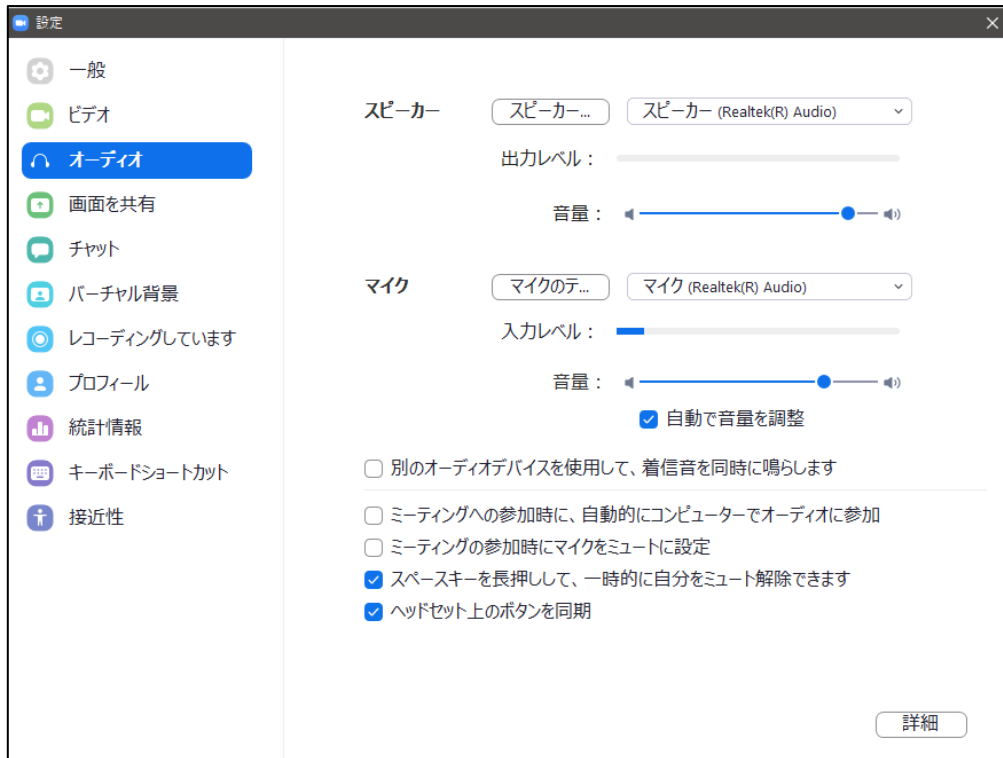 設定
一般
ビデオ
オーディオ
画面を共有
チャット
バーチャル背景
レコーディングしています
プロフィール
統計情報
キーボードショートカット
接近性
スピーカー スピーカー... スピーカー (Realtek(R) Audio)
出力レベル：
音量：
マイク マイクのテ... マイク (Realtek(R) Audio)
入力レベル：
音量：
自動で音量を調整
別のオーディオデバイスを使用して、着信音を同時に鳴らします
ミーティングへの参加時に、自動的にコンピューターでオーディオに参加
ミーティングの参加時にマイクをミュートに設定
スペースキーを長押しして、一時的に自分をミュート解除できます
ヘッドセット上のボタンを同期
詳細